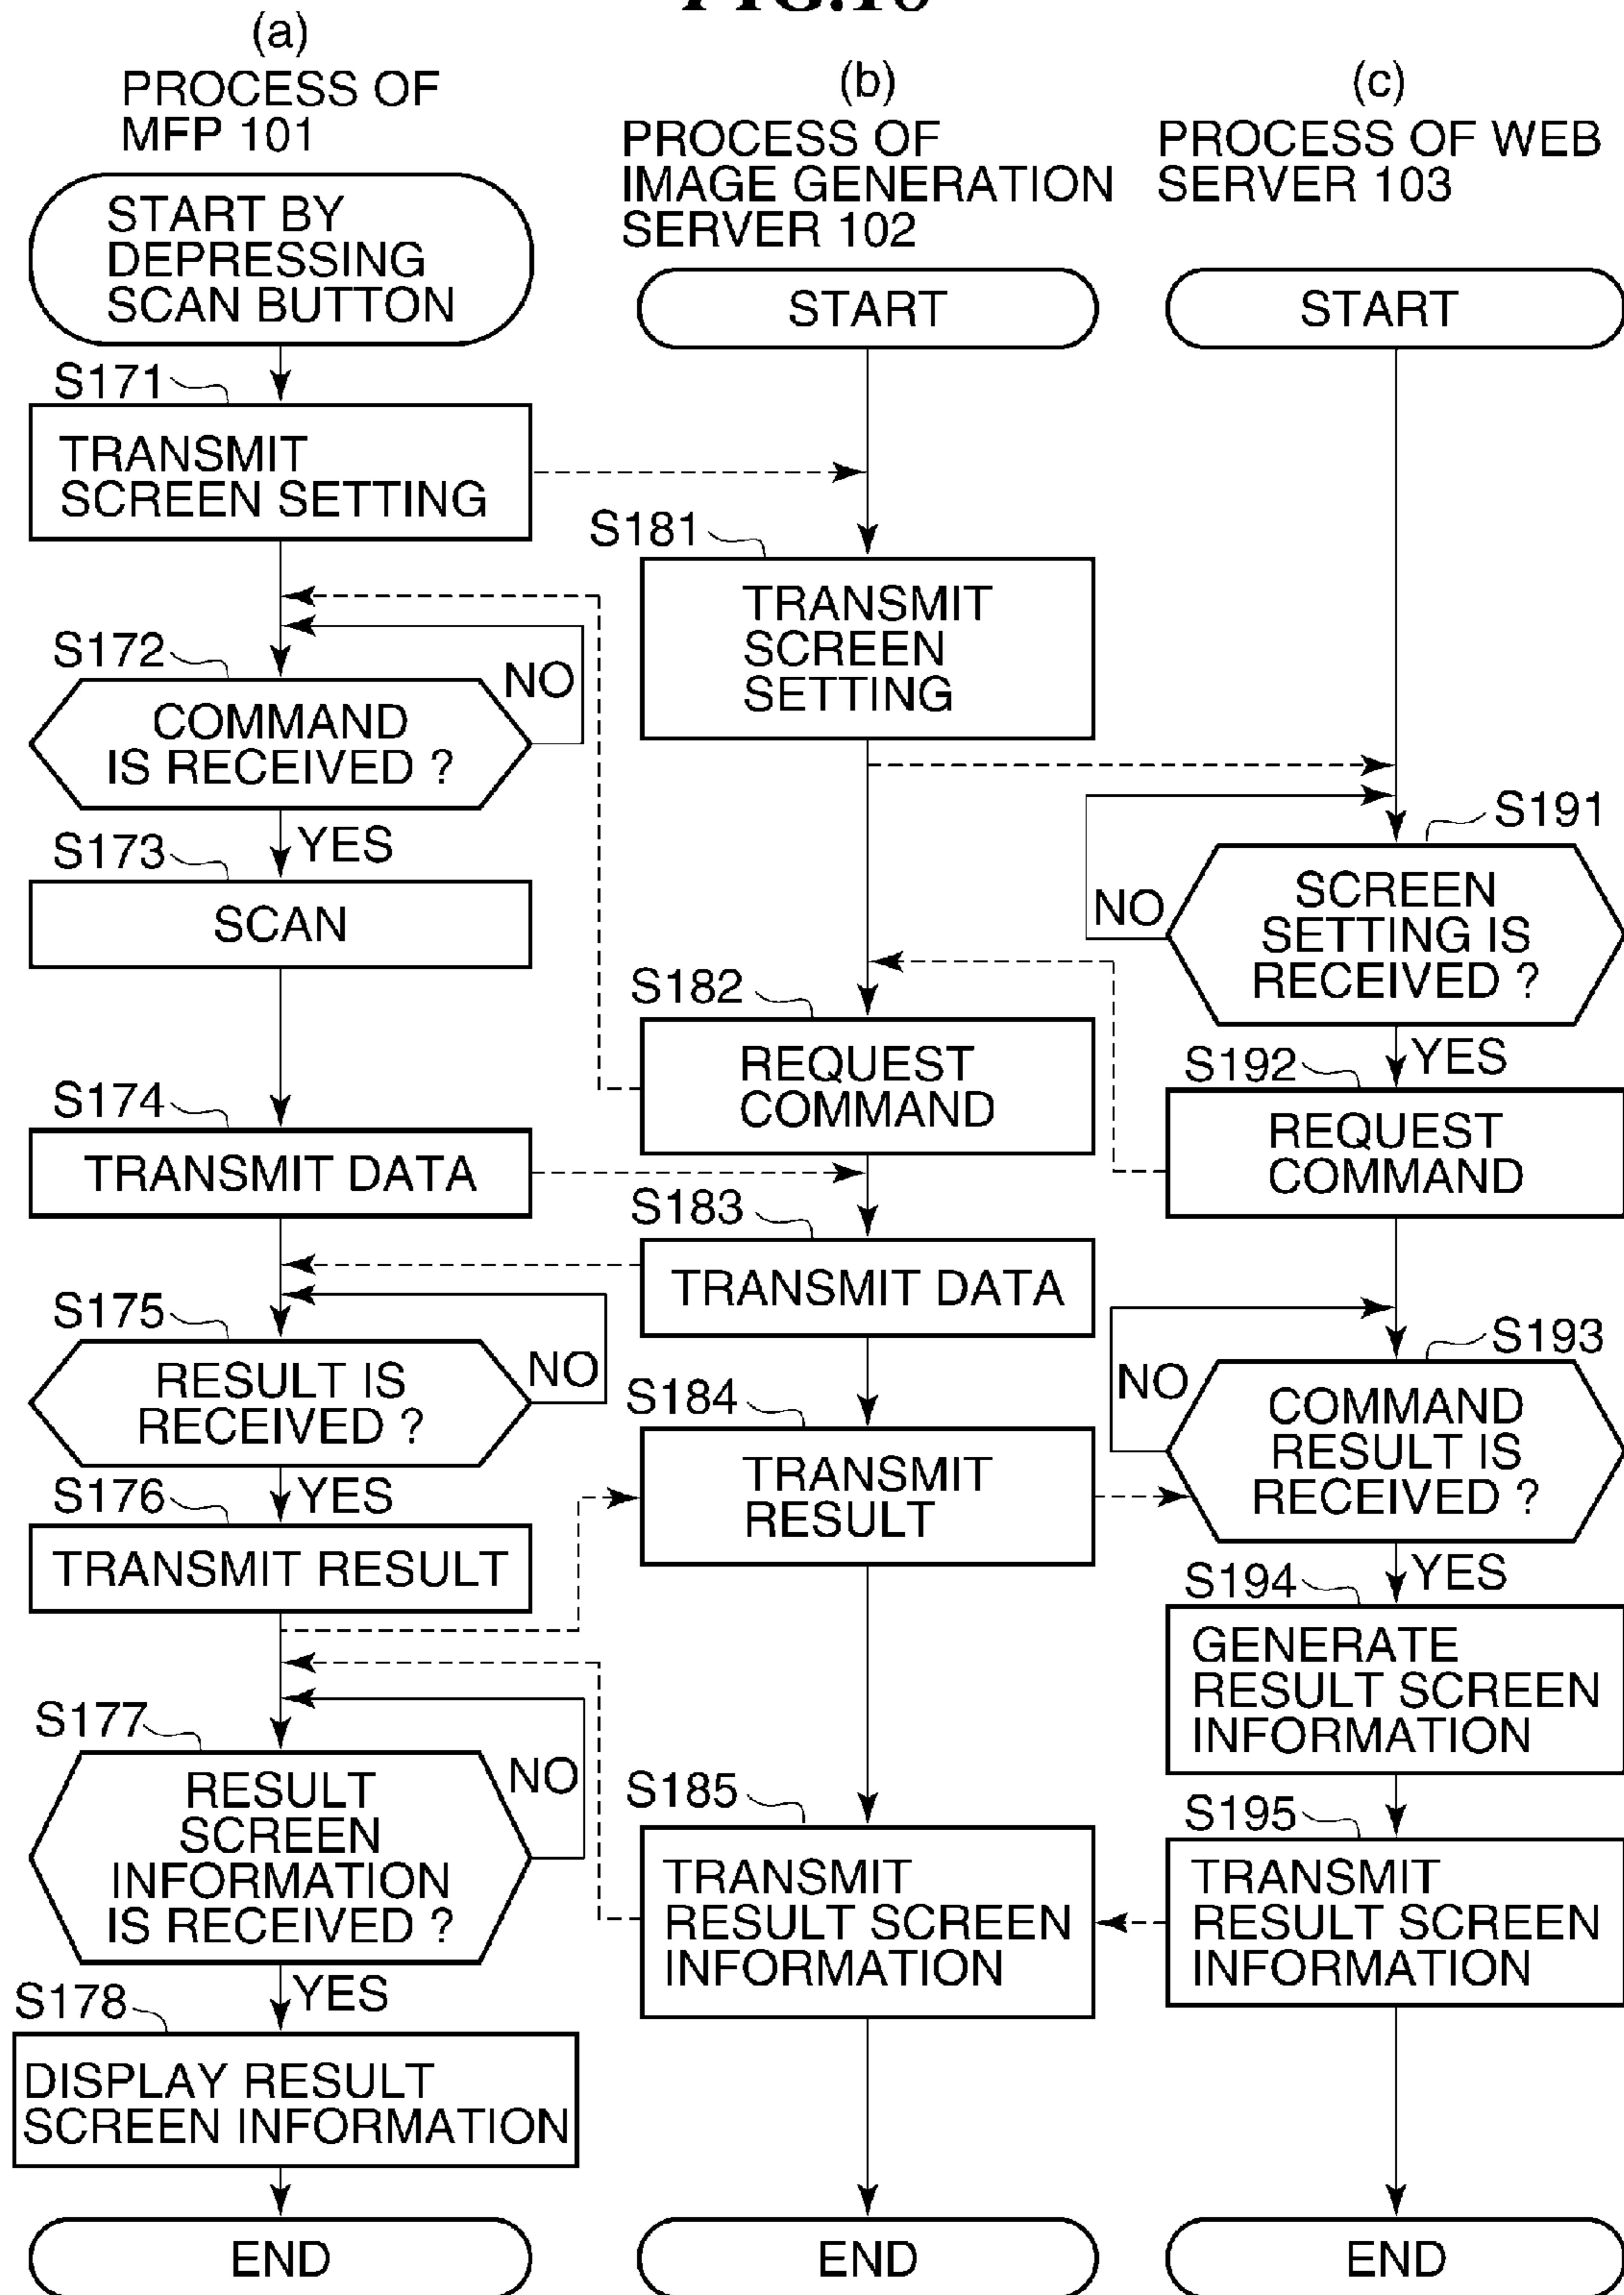 FIG.10
(a)
PROCESS OF
MFP 101
START BY
DEPRESSING
SCAN BUTTON
S171
TRANSMIT
SCREEN SETTING
S172
NO
COMMAND
IS RECEIVED ?
YES
S173
SCAN
S174
TRANSMIT DATA
S175
NO
RESULT IS
RECEIVED ?
YES
S176
TRANSMIT RESULT
S177
NO
RESULT
SCREEN
INFORMATION
IS RECEIVED ?
YES
S178
DISPLAY RESULT
SCREEN INFORMATION
END
(b)
PROCESS OF
IMAGE GENERATION
SERVER 102
START
S181
TRANSMIT
SCREEN
SETTING
S182
REQUEST
COMMAND
S183
TRANSMIT DATA
S184
TRANSMIT
RESULT
S185
TRANSMIT
RESULT SCREEN
INFORMATION
END
(c)
PROCESS OF WEB
SERVER 103
START
S191
NO
SCREEN
SETTING IS
RECEIVED ?
YES
S192
REQUEST
COMMAND
S193
NO
COMMAND
RESULT IS
RECEIVED ?
YES
S194
GENERATE
RESULT SCREEN
INFORMATION
S195
TRANSMIT
RESULT SCREEN
INFORMATION
END